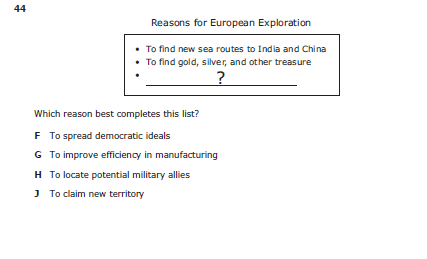 44
Reasons for European Exploration
• To find new sea routes to India and China
• To find gold, silver, and other treasure
• ?
Which reason best completes this list?
F To spread democratic ideals
G To improve efficiency in manufacturing
H To locate potential military allies
J To claim new territory